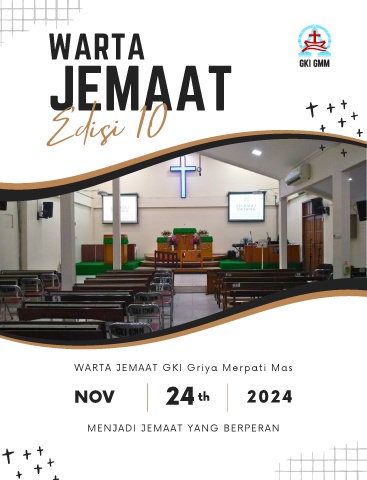 WARTA
JEMAAT
Edisi 10
GKI GMM
WARTA JEMAAT GKI Griya Merpati Mas
NOV 24th 2024
MENJADI JEMAAT YANG BERPERAN